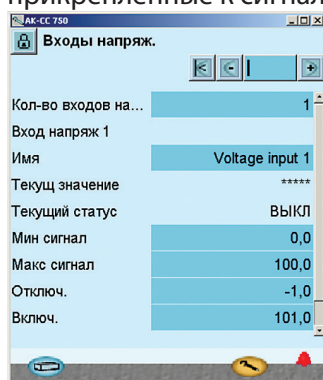 AK-CC 750
Входы напряж.
Кол-во входов на... 1
Вход напряж 1
Имя Voltage input 1
Текущ значение *****
Текущий статус ВЫКЛ
Мин сигнал 0,0
Макс сигнал 100,0
Отключ. -1,0
Включ. 101,0